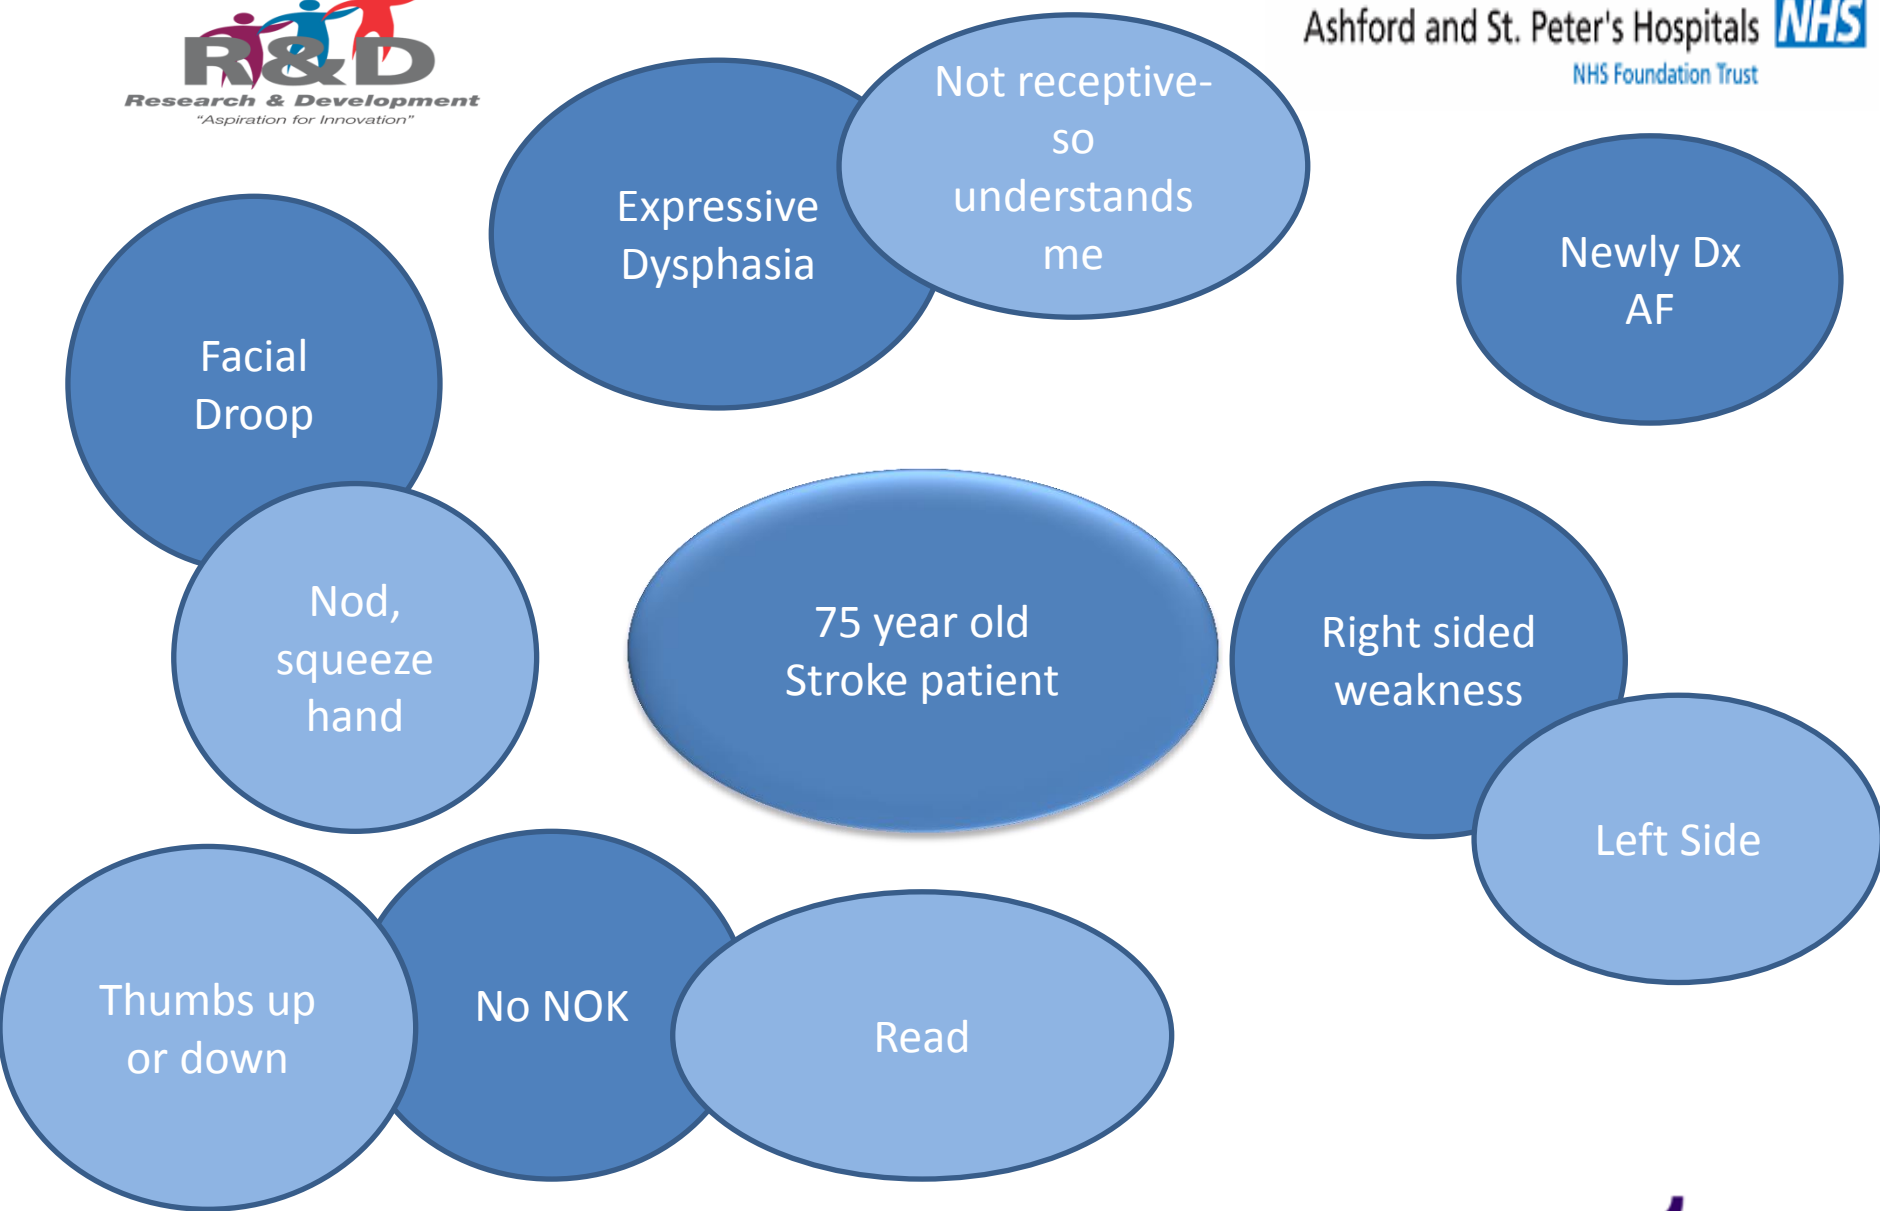 R&D
Research & Development
"Aspiration for Innovation"
Ashford and St. Peter's Hospitals NHS
NHS Foundation Trust
Not receptive-
so
understands
me
Expressive
Dysphasia
Newly Dx
AF
Facial
Droop
Nod,
squeeze
hand
75 year old
Stroke patient
Right sided
weakness
Left Side
Thumbs up
or down
No NOK
Read